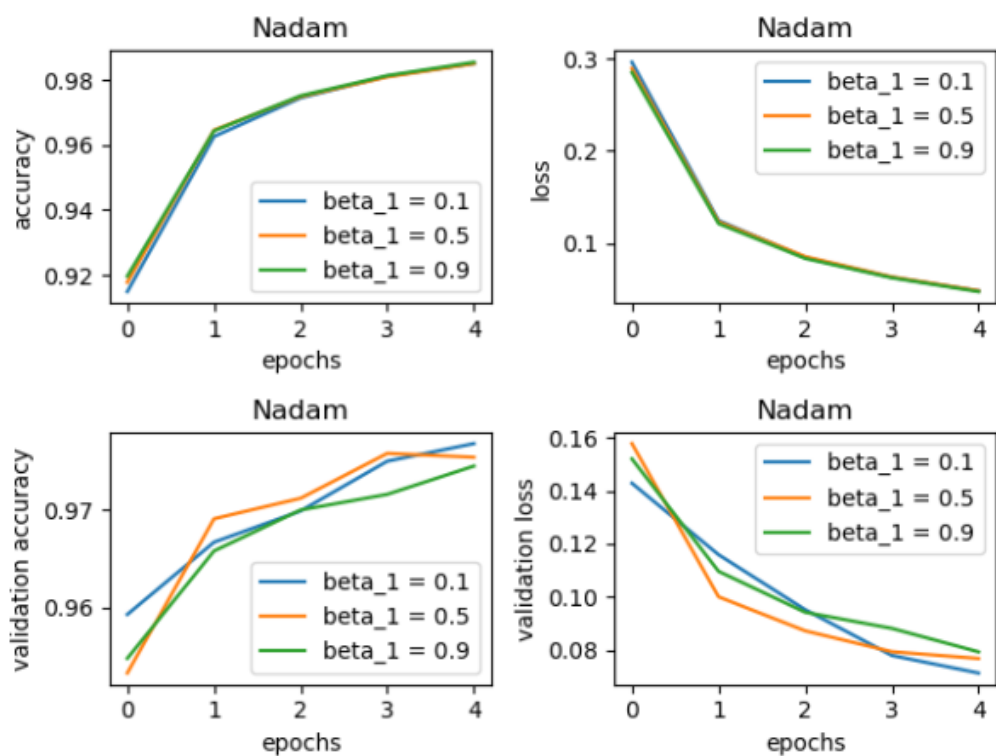 Nadam
accuracy
0.98
0.96
0.94
0.92
beta_1 = 0.1
beta_1 = 0.5
beta_1 = 0.9
0 1 2 3 4
epochs
Nadam
loss
0.3
0.2
0.1
beta_1 = 0.1
beta_1 = 0.5
beta_1 = 0.9
0 1 2 3 4
epochs
Nadam
validation accuracy
0.97
0.96
beta_1 = 0.1
beta_1 = 0.5
beta_1 = 0.9
0 1 2 3 4
epochs
Nadam
validation loss
0.16
0.14
0.12
0.10
0.08
beta_1 = 0.1
beta_1 = 0.5
beta_1 = 0.9
0 1 2 3 4
epochs